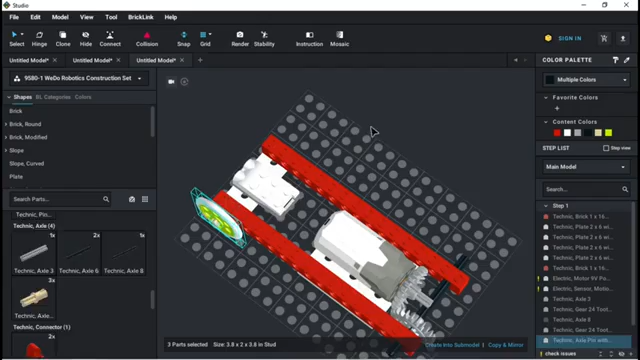 Studio
File Edit Model View Tool BrickLink Help
Select Hinge Clone Hide Connect Collision Snap Grid Render Stability Instruction Mosaic SIGN IN
Untitled Model* Untitled Model* Untitled Model*
COLOR PALETTE
9580-1 WeDo Robotics Construction Set
Multiple Colors
Shapes BL Categories Colors
Favorite Colors
Brick
Brick, Round
Content Colors
Brick, Modified
Slope
Slope, Curved
STEP LIST Step view
Plate
Main Model
Search Parts...
Search...
Technic, Pin...
Technic, Axle (4)
1x 2x 1x
Technic, Axle 3 Technic, Axle 6 Technic, Axle 8
3x
Technic, Axle...
Technic, Connector (1)
2x
Step 1
Technic, Brick 1 x 16...
Technic, Plate 2 x 6 wi...
Technic, Plate 2 x 6 wi...
Technic, Plate 2 x 6 wi...
Technic, Brick 1 x 16...
Electric, Motor 9V Po...
Electric, Sensor, Motio...
Technic, Axle 3
Technic, Gear 24 Toot...
Technic, Axle 8
Technic, Gear 24 Toot...
Technic, Axle Pin with...
3 Parts selected Size: 3.8 x 2 x 3.8 in Stud
Create Into Submodel Copy & Mirror
check issues